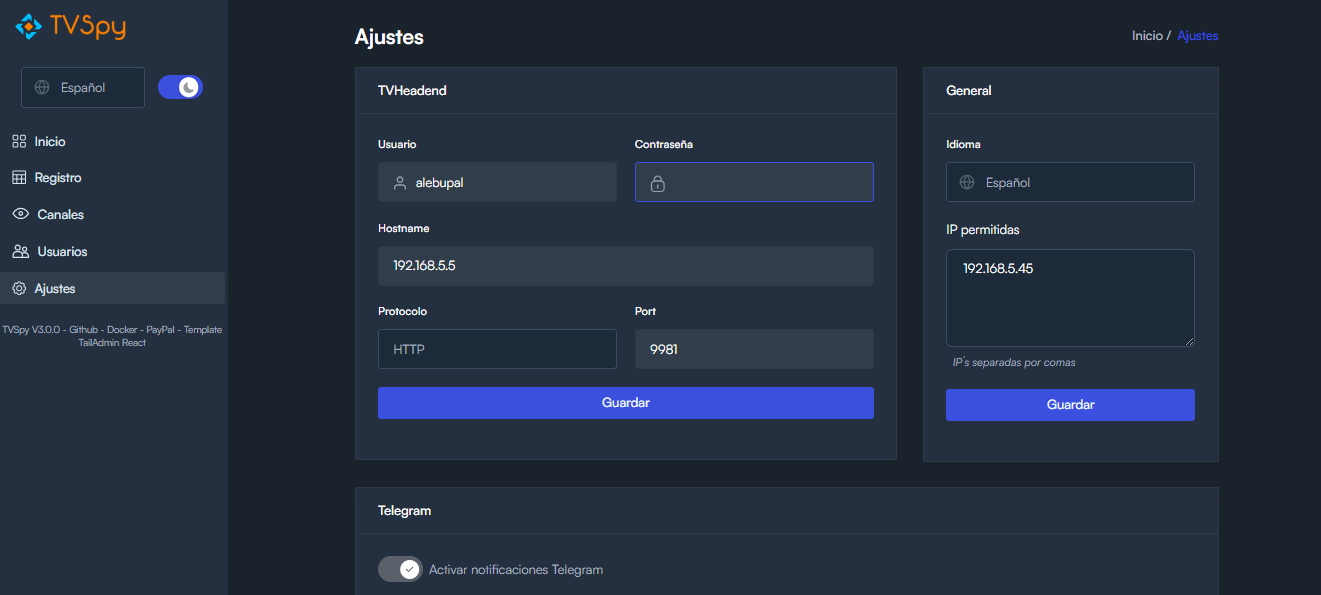 TVSpy
Español
Inicio
Registro
Canales
Usuarios
Ajustes
TVSpy V3.0.0 - Github - Docker - PayPal - Template
TailAdmin React
Ajustes
Inicio / Ajustes
TVHeadend
Usuario
Contraseña
alebupal
Hostname
192.168.5.5
Protocolo
Port
HTTP
9981
Guardar
General
Idioma
Español
IP permitidas
192.168.5.45
IP´s separadas por comas
Guardar
Telegram
Activar notificaciones Telegram